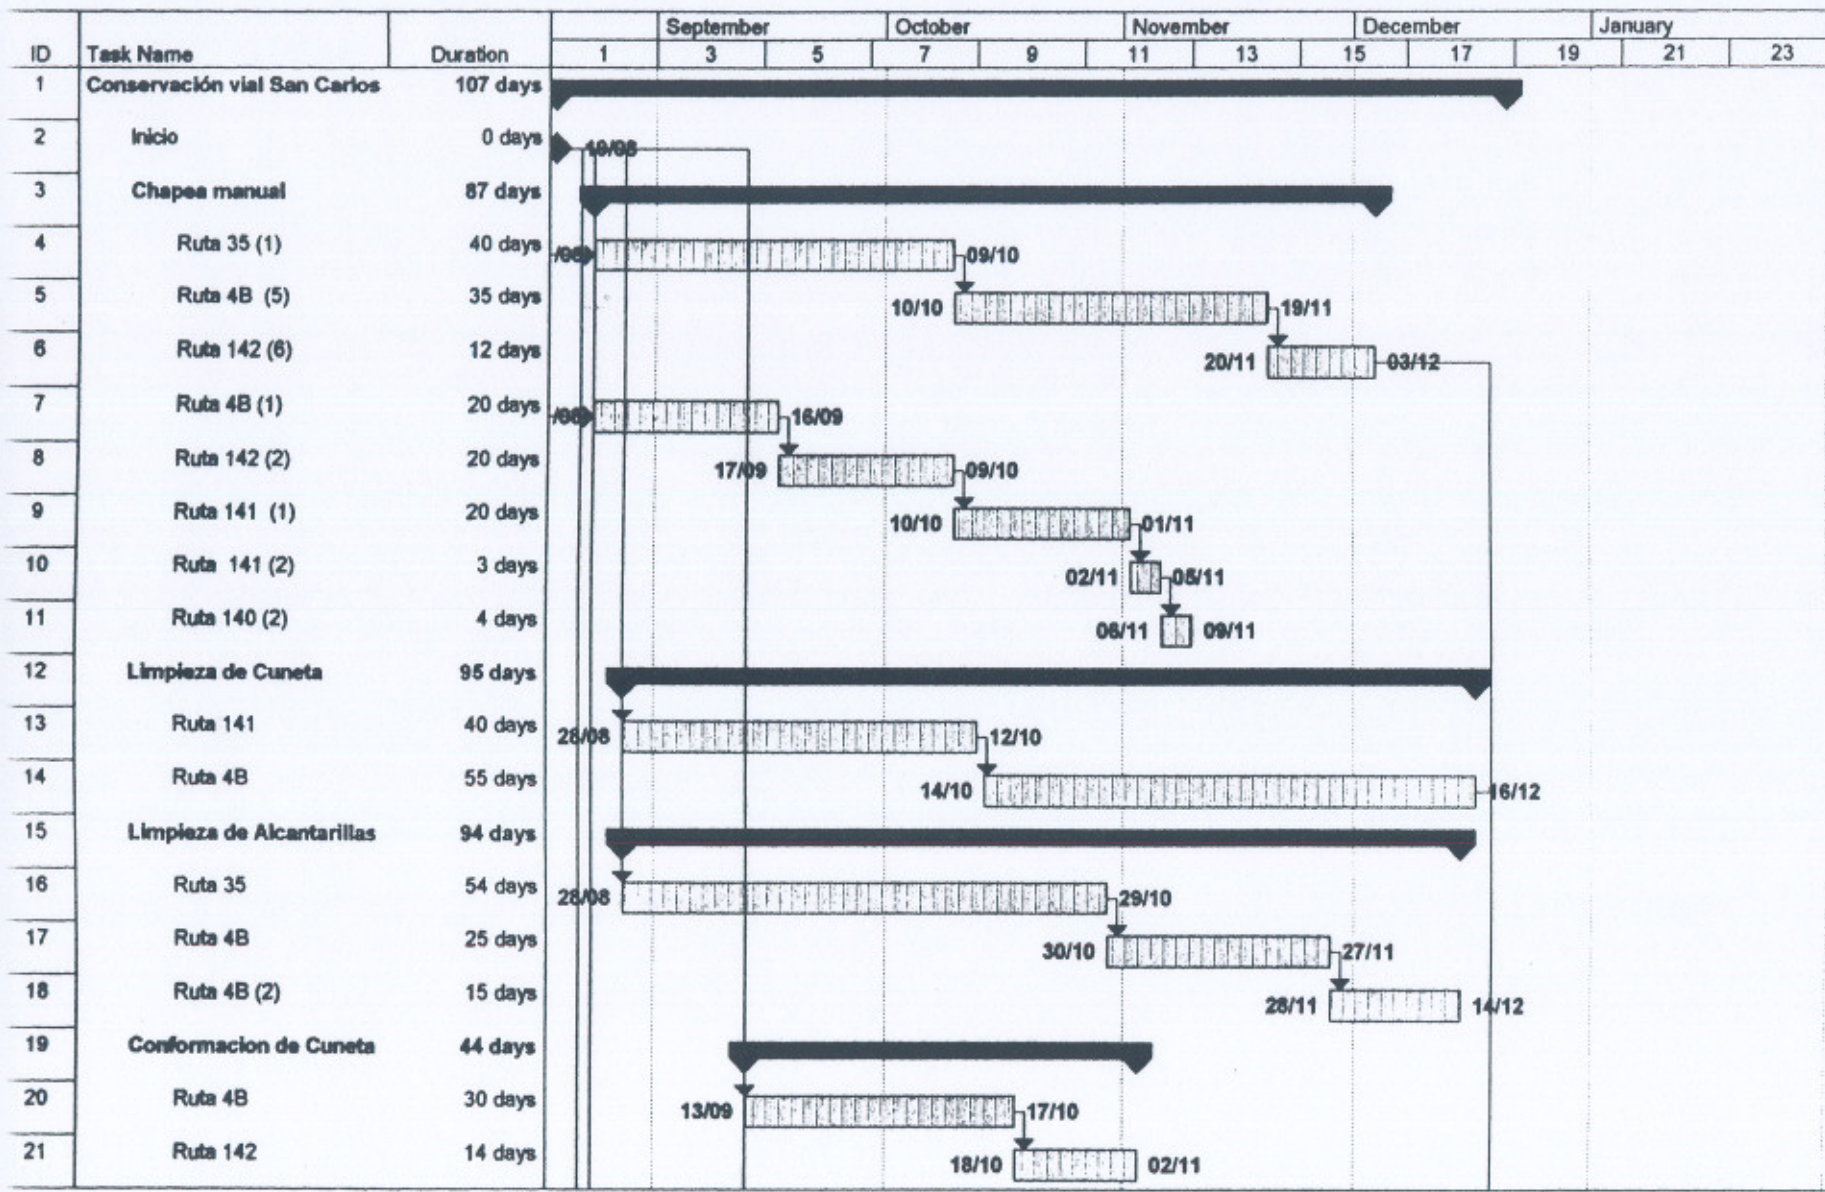 September October November December January
ID Task Name Duration 1 3 5 7 9 11 13 15 17 19 21 23
1 Conservación vial San Carlos 107 days
2 Inicio 0 days 19/08
3 Chapea manual 87 days
4 Ruta 35 (1) 40 days 09/10
5 Ruta 4B (5) 35 days 10/10 19/11
6 Ruta 142 (6) 12 days 20/11 03/12
7 Ruta 4B (1) 20 days 16/09
8 Ruta 142 (2) 20 days 17/09 09/10
9 Ruta 141 (1) 20 days 10/10 01/11
10 Ruta 141 (2) 3 days 02/11 05/11
11 Ruta 140 (2) 4 days 06/11 09/11
12 Limpieza de Cuneta 95 days
13 Ruta 141 40 days 28/08 12/10
14 Ruta 4B 55 days 14/10 16/12
15 Limpieza de Alcantarillas 94 days
16 Ruta 35 54 days 28/08 29/10
17 Ruta 4B 25 days 30/10 27/11
18 Ruta 4B (2) 15 days 28/11 14/12
19 Conformacion de Cuneta 44 days
20 Ruta 4B 30 days 13/09 17/10
21 Ruta 142 14 days 18/10 02/11